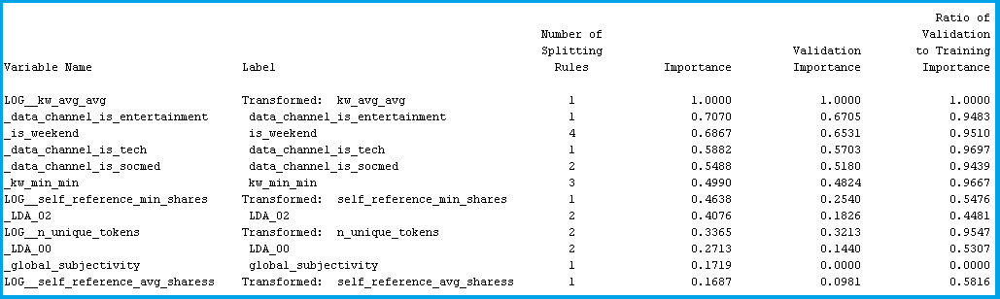 Ratio of
Number of Validation
Splitting Validation to Training
Variable Name Label Rules Importance Importance Importance
LOG__kw_avg_avg Transformed: kw_avg_avg 1 1.0000 1.0000 1.0000
_data_channel_is_entertainment data_channel_is_entertainment 1 0.7070 0.6705 0.9483
_is_weekend is_weekend 4 0.6867 0.6531 0.9510
_data_channel_is_tech data_channel_is_tech 1 0.5882 0.5703 0.9697
_data_channel_is_socmed data_channel_is_socmed 2 0.5488 0.5180 0.9439
_kw_min_min kw_min_min 3 0.4990 0.4824 0.9667
LOG__self_reference_min_shares Transformed: self_reference_min_shares 1 0.4638 0.2540 0.5476
_LDA_02 LDA_02 2 0.4076 0.1826 0.4481
LOG__n_unique_tokens Transformed: n_unique_tokens 2 0.3365 0.3213 0.9547
_LDA_00 LDA_00 2 0.2713 0.1440 0.5307
_global_subjectivity global_subjectivity 1 0.1719 0.0000 0.0000
LOG__self_reference_avg_sharess Transformed: self_reference_avg_sharess 1 0.1687 0.0981 0.5816